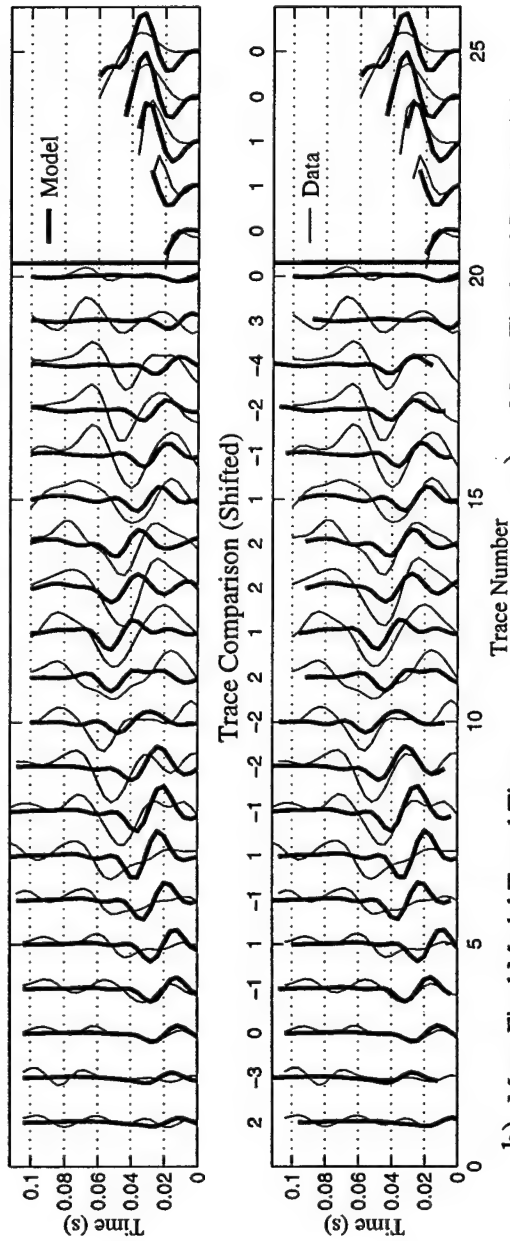 Time (s)
0.1
0.08
0.06
0.04
0.02
0
Model
Trace Comparison (Shifted)
2 −3 0 −1 1 −1 1 −1 −2 −2 2 1 2 2 1 −1 −2 −4 3 0 0 1 1 0 0
Time (s)
0.1
0.08
0.06
0.04
0.02
0
Data
0 5 10 15 20 25
Trace Number